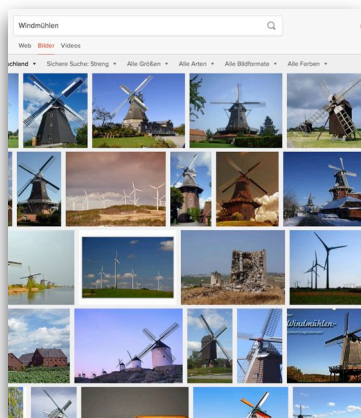 Windmühlen
Web Bilder Videos
chland Sichere Suche: Streng Alle Größen Alle Arten Alle Bildformate Alle Farben
Windmühlen